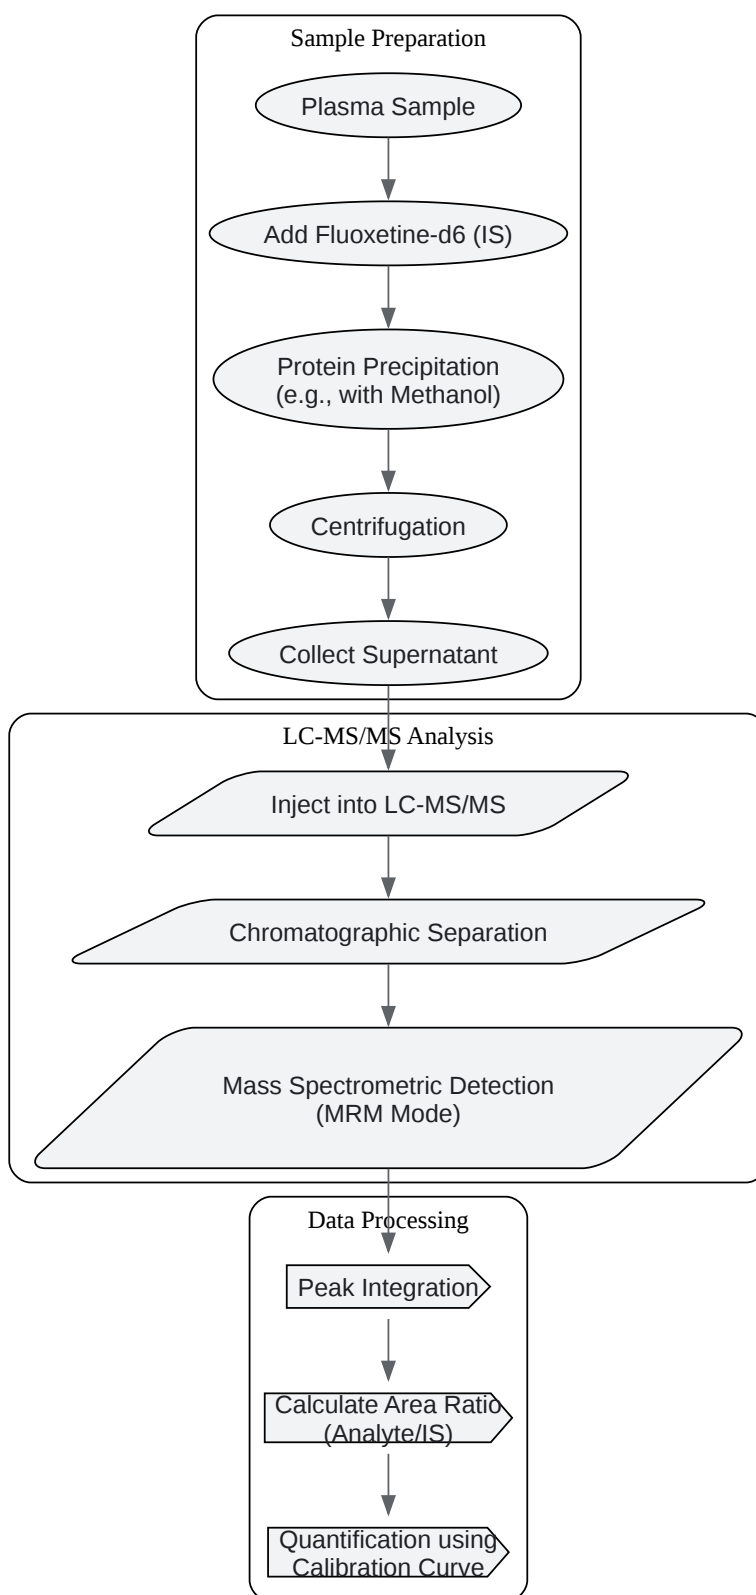 Sample Preparation
Plasma Sample
Add Fluoxetine-d6 (IS)
Protein Precipitation
(e.g., with Methanol)
Centrifugation
Collect Supernatant
LC-MS/MS Analysis
Inject into LC-MS/MS
Chromatographic Separation
Mass Spectrometric Detection
(MRM Mode)
Data Processing
Peak Integration
Calculate Area Ratio
(Analyte/IS)
Quantification using
Calibration Curve